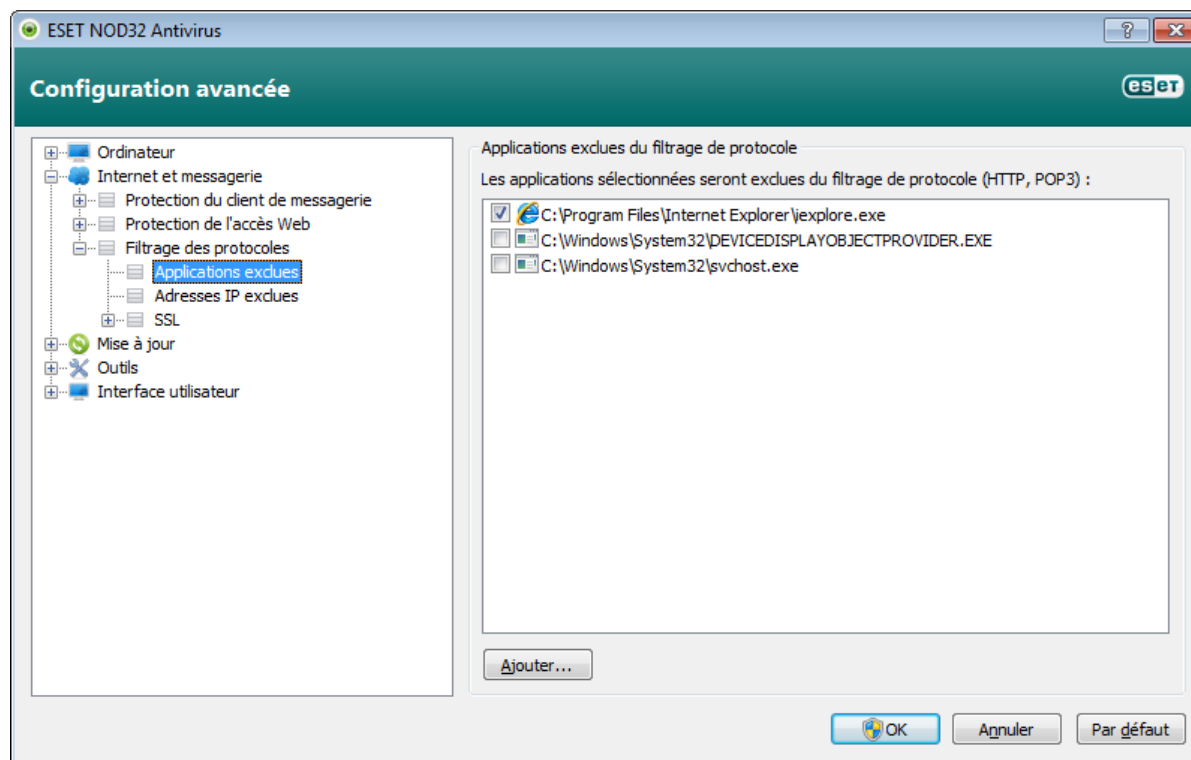 ESET NOD32 Antivirus
?
Configuration avancée
eset
Ordinateur
Internet et messagerie
Protection du client de messagerie
Protection de l'accès Web
Filtrage des protocoles
Applications exclues
Adresses IP exclues
SSL
Mise à jour
Outils
Interface utilisateur
Applications exclues du filtrage de protocole
Les applications sélectionnées seront exclues du filtrage de protocole (HTTP, POP3) :
C:\Program Files\Internet Explorer\iexplore.exe
C:\Windows\System32\DEVICEDISPLAYOBJECTPROVIDER.EXE
C:\Windows\System32\svchost.exe
Ajouter...
OK
Annuler
Par défaut